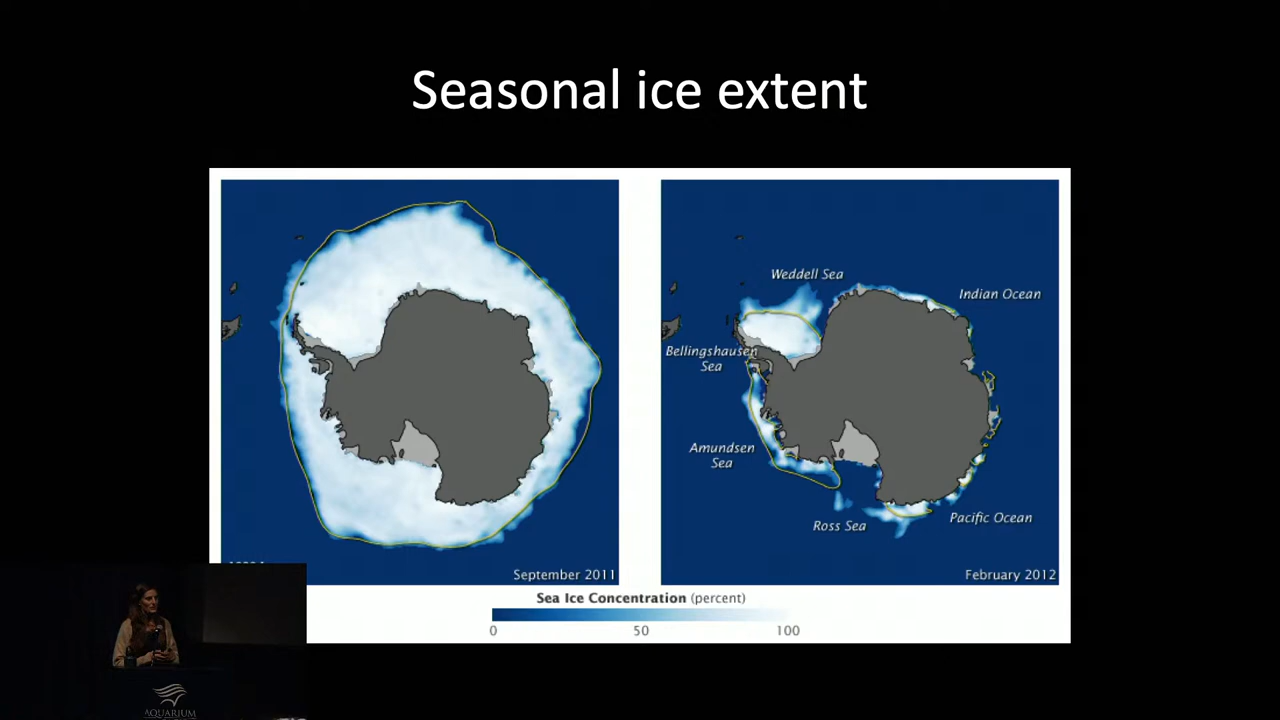 Seasonal ice extent
Weddell Sea
Indian Ocean
Bellingshausen
Sea
Amundsen
Sea
Ross Sea
Pacific Ocean
September 2011
February 2012
Sea Ice Concentration (percent)
0 50 100
AQUARIUM